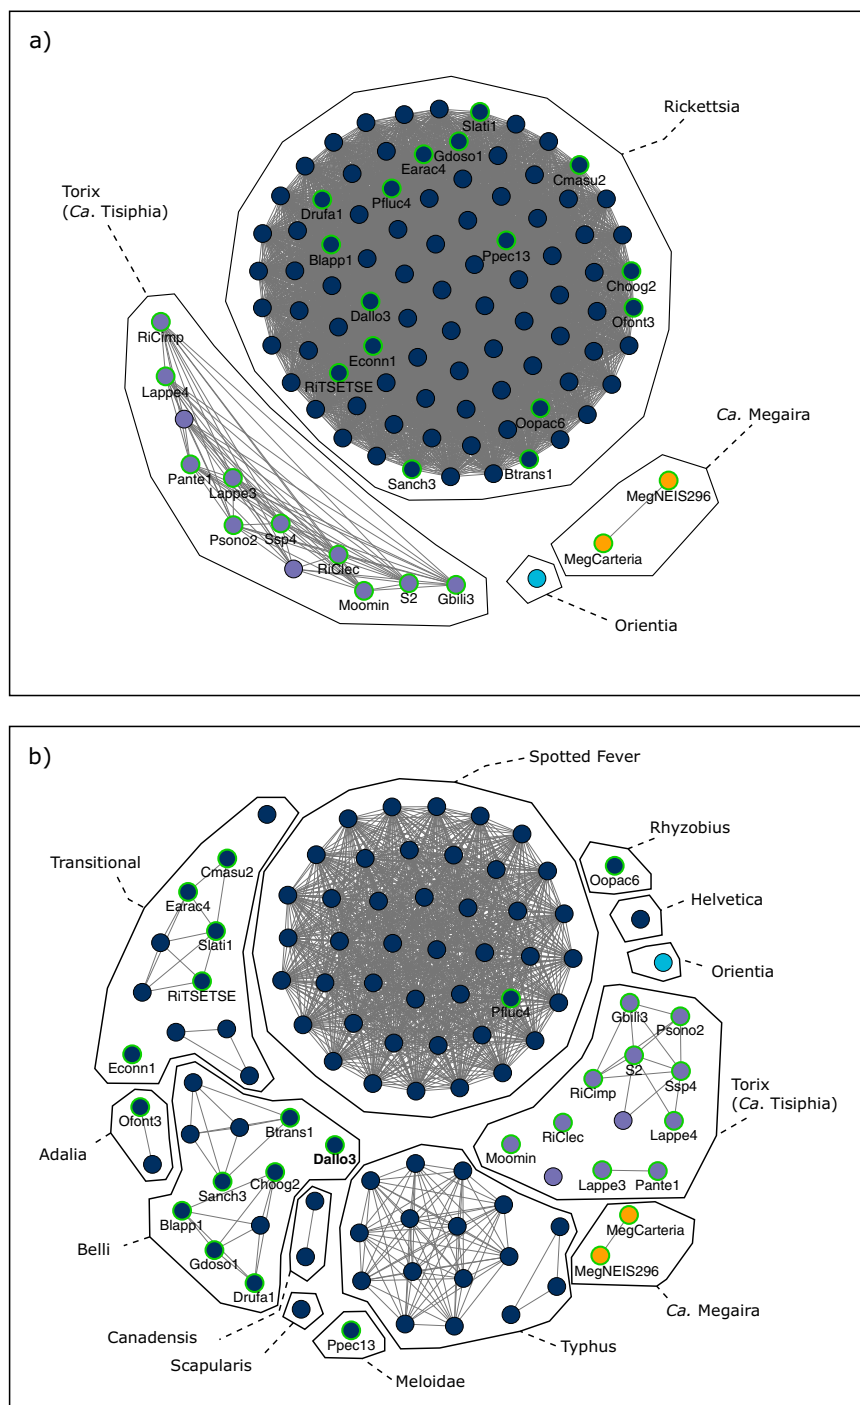 a)
Rickettsia
Slati1
Gdoso1
Earac4
Cmasu2
Torix
(Ca. Tisiphia)
Pfluc4
Drufa1
Ppec13
Blapp1
Choog2
Dallo3
Ofont3
RiCimp
Econn1
RiTSETSE
Lappe4
Oopac6
Ca. Megaira
Btrans1
Sanch3
Pante1
Lappe3
MegNEIS296
Psono2
Ssp4
MegCarteria
RiClec
Moomin
S2
Gbili3
Orientia
b)
Spotted Fever
Rhyzobius
Transitional
Cmasu2
Oopac6
Helvetica
Earac4
Slati1
Orientia
RiTSETSE
Pfluc4
Gbili3
Psono2
Econn1
S2
Ssp4
RiCimp
Torix
(Ca. Tisiphia)
Ofont3
Btrans1
Lappe4
RiClec
Adalia
Dallo3
Moomin
Sanch3
Choog2
Lappe3
Pante1
Blapp1
MegCarteria
Belli
Gdoso1
MegNEIS296
Drufa1
Ca. Megaira
Canadensis
Ppec13
Typhus
Scapularis
Meloidae